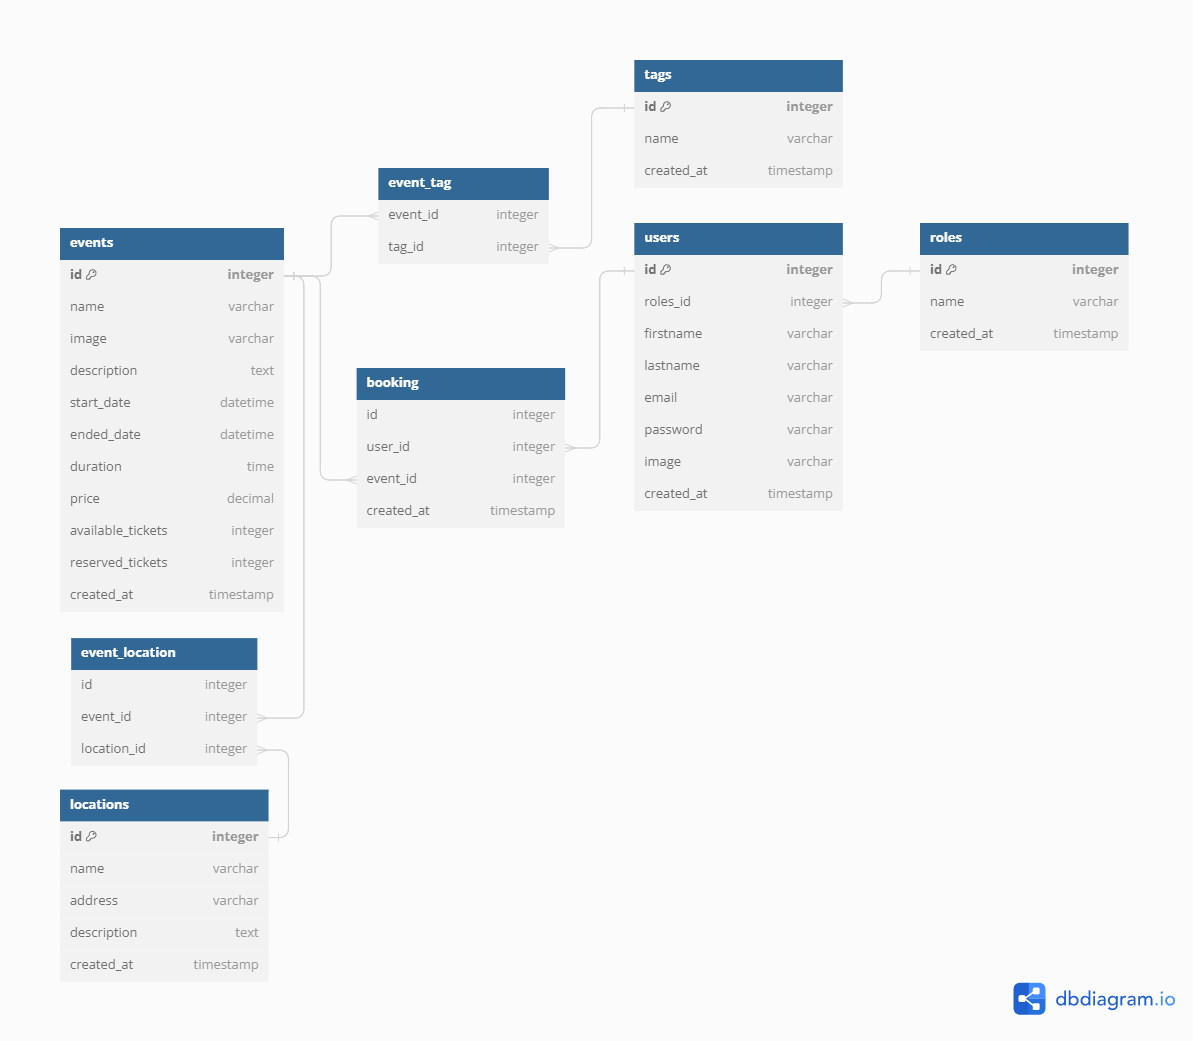 tags
id integer
name varchar
created_at timestamp
event_tag
event_id integer
tag_id integer
events
id integer
name varchar
image varchar
description text
start_date datetime
ended_date datetime
duration time
price decimal
available_tickets integer
reserved_tickets integer
created_at timestamp
users
id integer
roles_id integer
firstname varchar
lastname varchar
email varchar
password varchar
image varchar
created_at timestamp
roles
id integer
name varchar
created_at timestamp
booking
id integer
user_id integer
event_id integer
created_at timestamp
event_location
id integer
event_id integer
location_id integer
locations
id integer
name varchar
address varchar
description text
created_at timestamp
dbdiagram.io